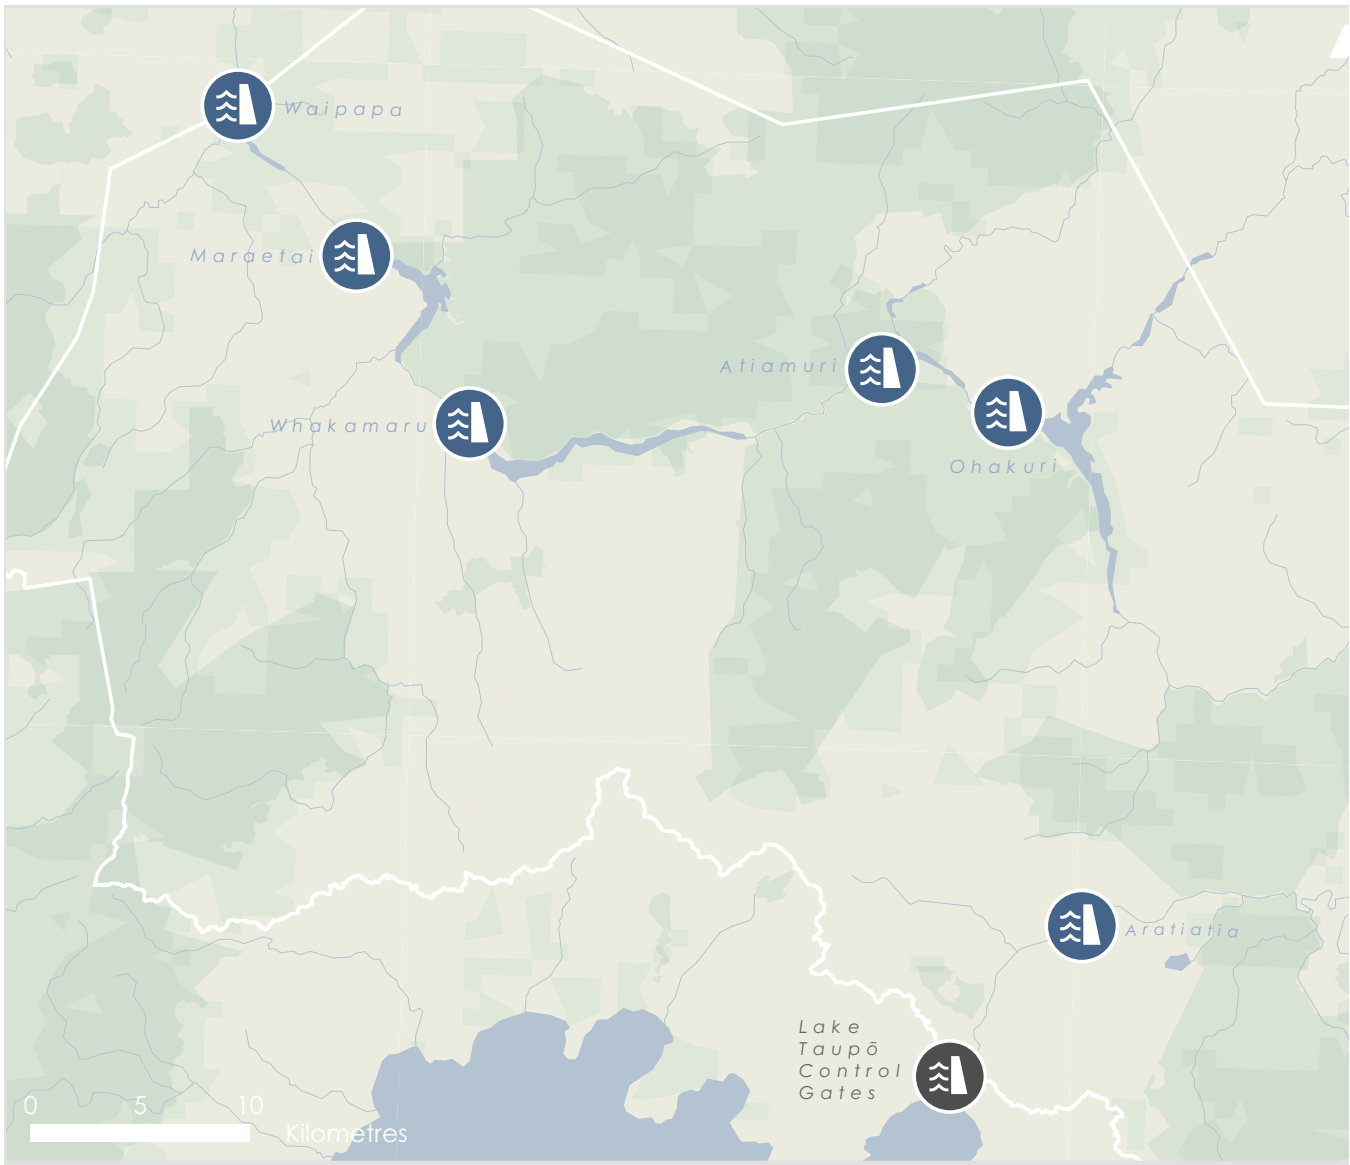 Waipapa
Maraetai
Atiamuri
Whakamaru
Ohakuri
Aratiatia
Lake
Taupō
Control
Gates
0 5 10
Kilometres